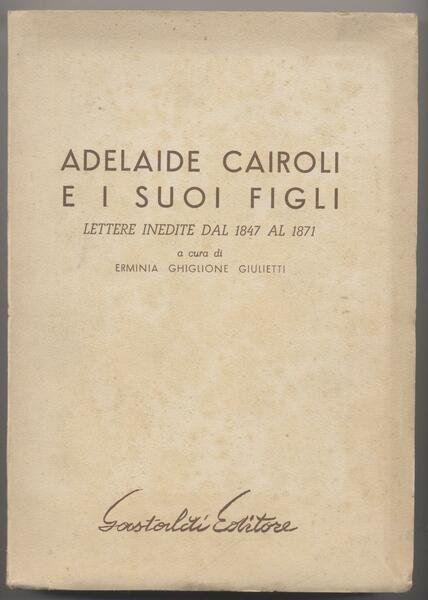 ADELAIDE CAIROLI
E I SUOI FIGLI
LETTERE INEDITE DAL 1847 AL 1871
a cura di
ERMINIA GHIGLIONE GIULIETTI
Gastaldi Editore